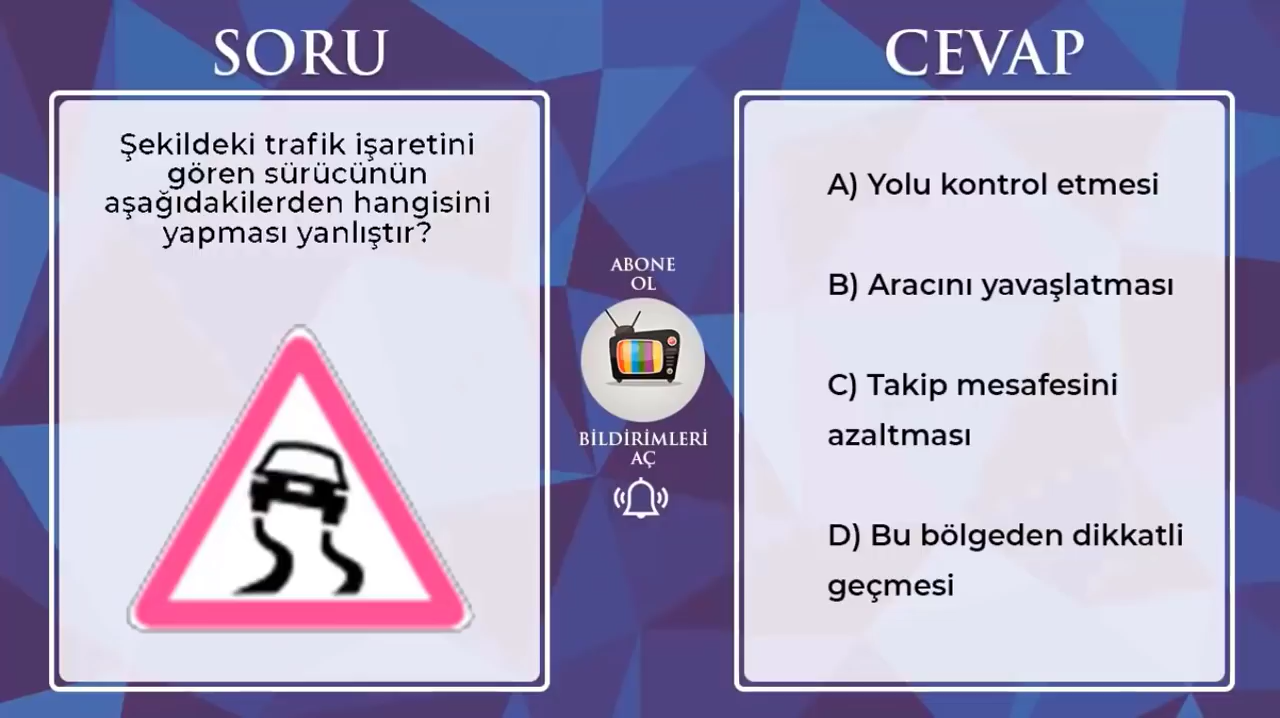 SORU
Şekildeki trafik işaretini
gören sürücünün
aşağıdakilerden hangisini
yapması yanlıştır?
ABONE
OL
BİLDİRİMLERİ
AÇ
CEVAP
A) Yolu kontrol etmesi
B) Aracını yavaşlatması
C) Takip mesafesini
azaltması
D) Bu bölgeden dikkatli
geçmesi